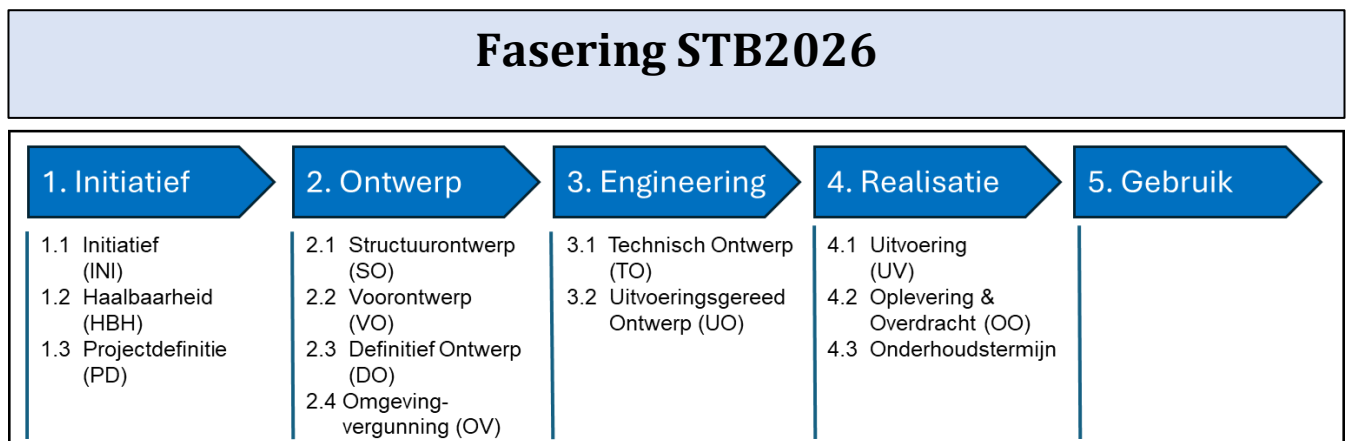 Fasering STB2026
1. Initiatief
1.1 Initiatief
(INI)
1.2 Haalbaarheid
(HBH)
1.3 Projectdefinitie
(PD)
2. Ontwerp
2.1 Structuurontwerp
(SO)
2.2 Voorontwerp
(VO)
2.3 Definitief Ontwerp
(DO)
2.4 Omgeving-
vergunning (OV)
3. Engineering
3.1 Technisch Ontwerp
(TO)
3.2 Uitvoeringsgereed
Ontwerp (UO)
4. Realisatie
4.1 Uitvoering
(UV)
4.2 Oplevering &
Overdracht (OO)
4.3 Onderhoudstermijn
5. Gebruik